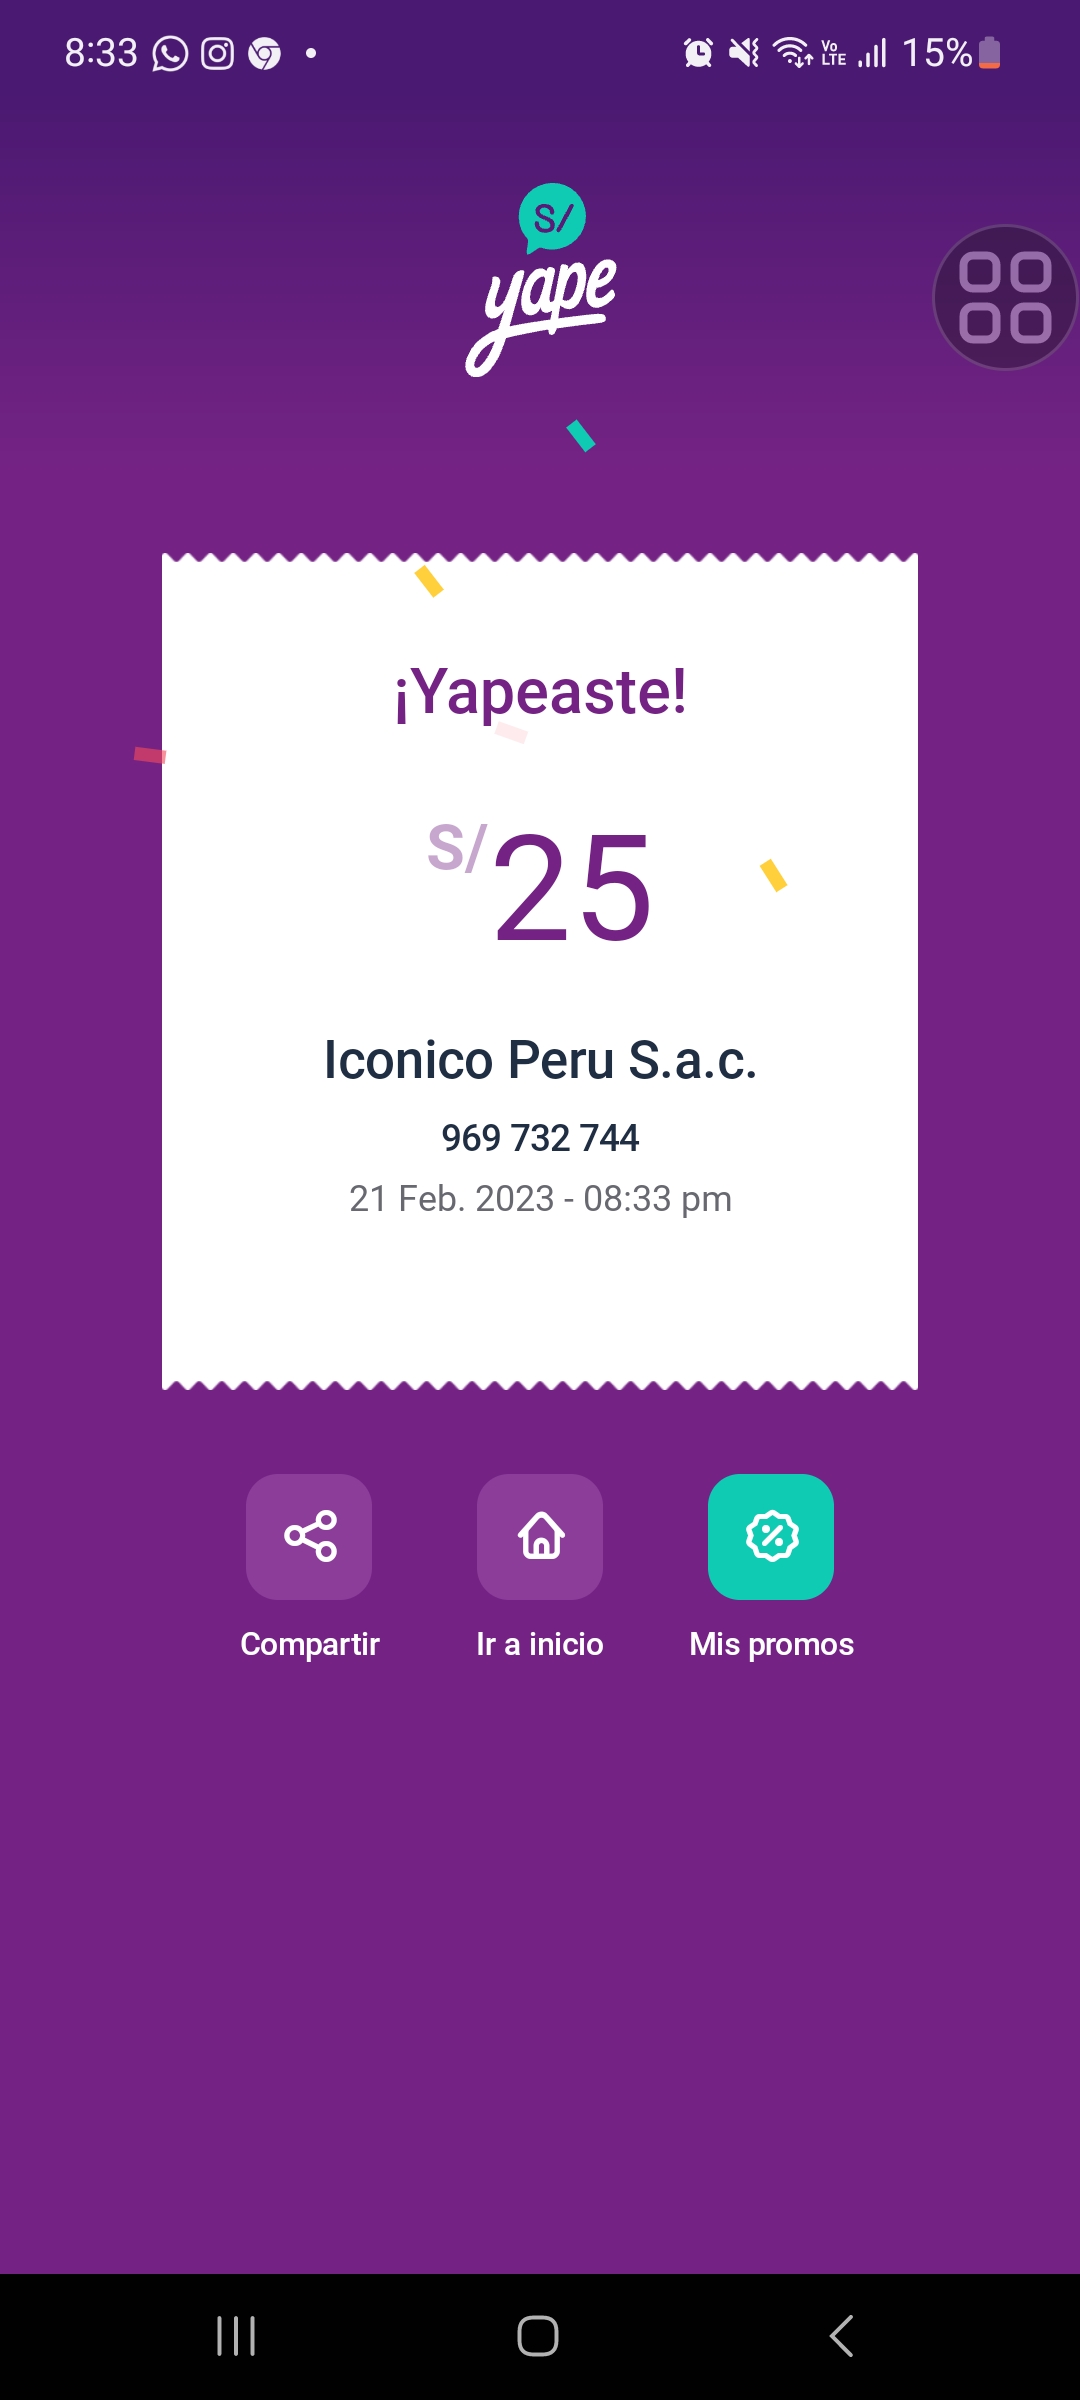 8:33
Vo
LTE
15%
S/
yape
¡Yapeaste!
S/25
Iconico Peru S.a.c.
969 732 744
21 Feb. 2023 - 08:33 pm
Compartir
Ir a inicio
Mis promos